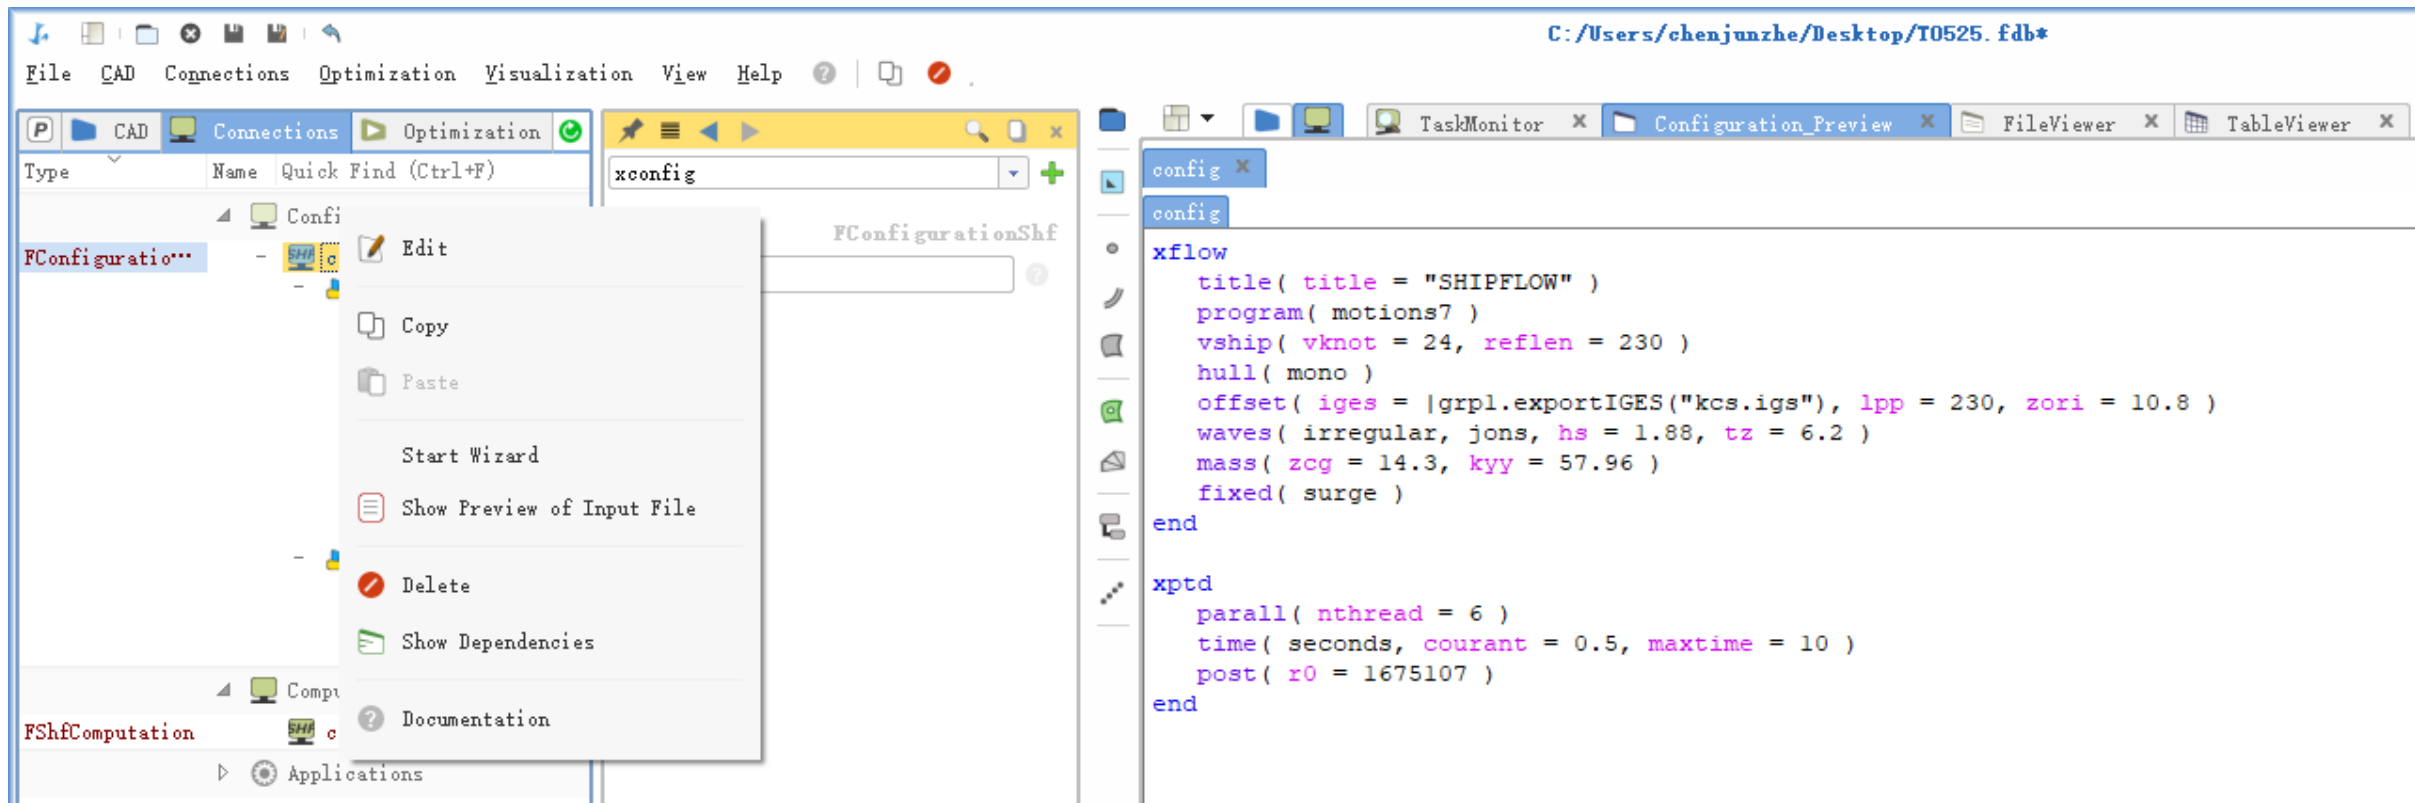 C:/Users/chenjunzhe/Desktop/T0525.fdb*
File CAD Connections Optimization Visualization View Help
P CAD Connections Optimization
Type Name Quick Find (Ctrl+F)
Confi
FConfiguratio... SHF c
Edit
Copy
Paste
Start Wizard
Show Preview of Input File
Delete
Show Dependencies
Documentation
Compu
FShfComputation SHF c
Applications
xconfig
FConfigurationShf
TaskMonitor Configuration_Preview FileViewer TableViewer
config
config
xflow
title( title = "SHIPFLOW" )
program( motions7 )
vship( vknot = 24, reflen = 230 )
hull( mono )
offset( iges = |grp1.exportIGES("kcs.igs"), lpp = 230, zori = 10.8 )
waves( irregular, jons, hs = 1.88, tz = 6.2 )
mass( zcg = 14.3, kyy = 57.96 )
fixed( surge )
end
xptd
parall( nthread = 6 )
time( seconds, courant = 0.5, maxtime = 10 )
post( r0 = 1675107 )
end